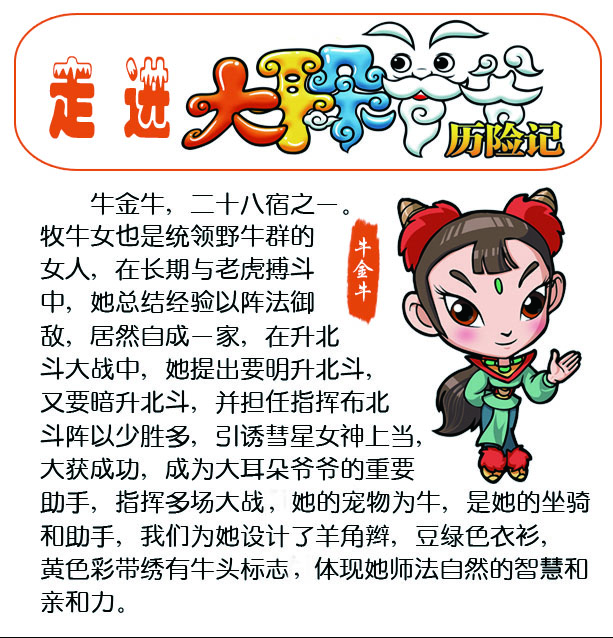 走进大耳朵爷爷
历险记
牛金牛，二十八宿之一。
牧牛女也是统领野牛群的
牛金牛
女人，在长期与老虎搏斗
中，她总结经验以阵法御
敌，居然自成一家，在升北
斗大战中，她提出要明升北斗，
又要暗升北斗，并担任指挥布北
斗阵以少胜多，引诱彗星女神上当，
大获成功，成为大耳朵爷爷的重要
助手，指挥多场大战，她的宠物为牛，是她的坐骑
和助手，我们为她设计了羊角辫，豆绿色衣衫，
黄色彩带绣有牛头标志，体现她师法自然的智慧和
亲和力。